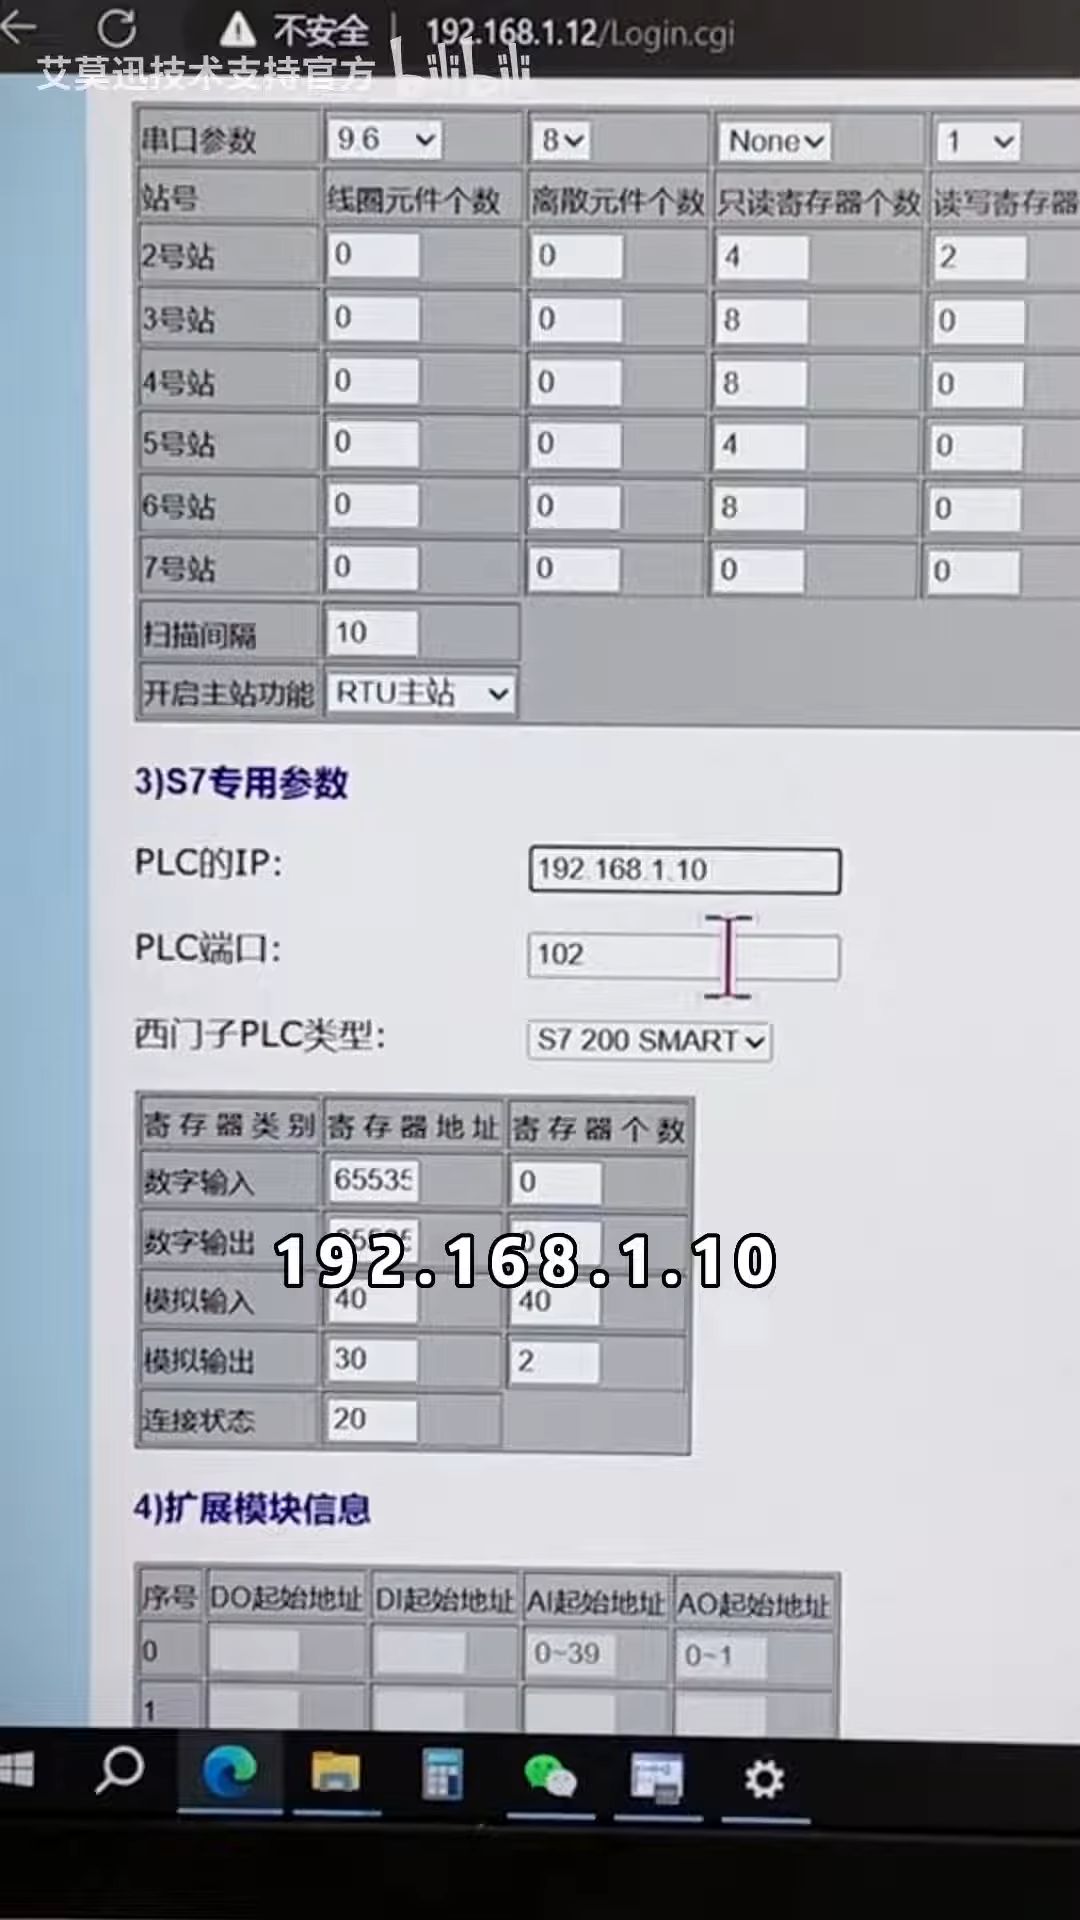 不安全 | 192.168.1.12/Login.cgi
艾莫迅技术支持官方 bilibili
串口参数 9.6 8 None 1
站号 线圈元件个数 离散元件个数 只读寄存器个数 读写寄存器
2号站 0 0 4 2
3号站 0 0 8 0
4号站 0 0 8 0
5号站 0 0 4 0
6号站 0 0 8 0
7号站 0 0 0 0
扫描间隔 10
开启主站功能 RTU主站
3)S7专用参数
PLC的IP: 192.168.1.10
PLC端口: 102
西门子PLC类型: S7 200 SMART
寄存器类别 寄存器地址 寄存器个数
数字输入 65535 0
数字输出 65535 0
192.168.1.10
模拟输入 40 40
模拟输出 30 2
连接状态 20
4)扩展模块信息
序号 DO起始地址 DI起始地址 AI起始地址 AO起始地址
0 0~39 0~1
1